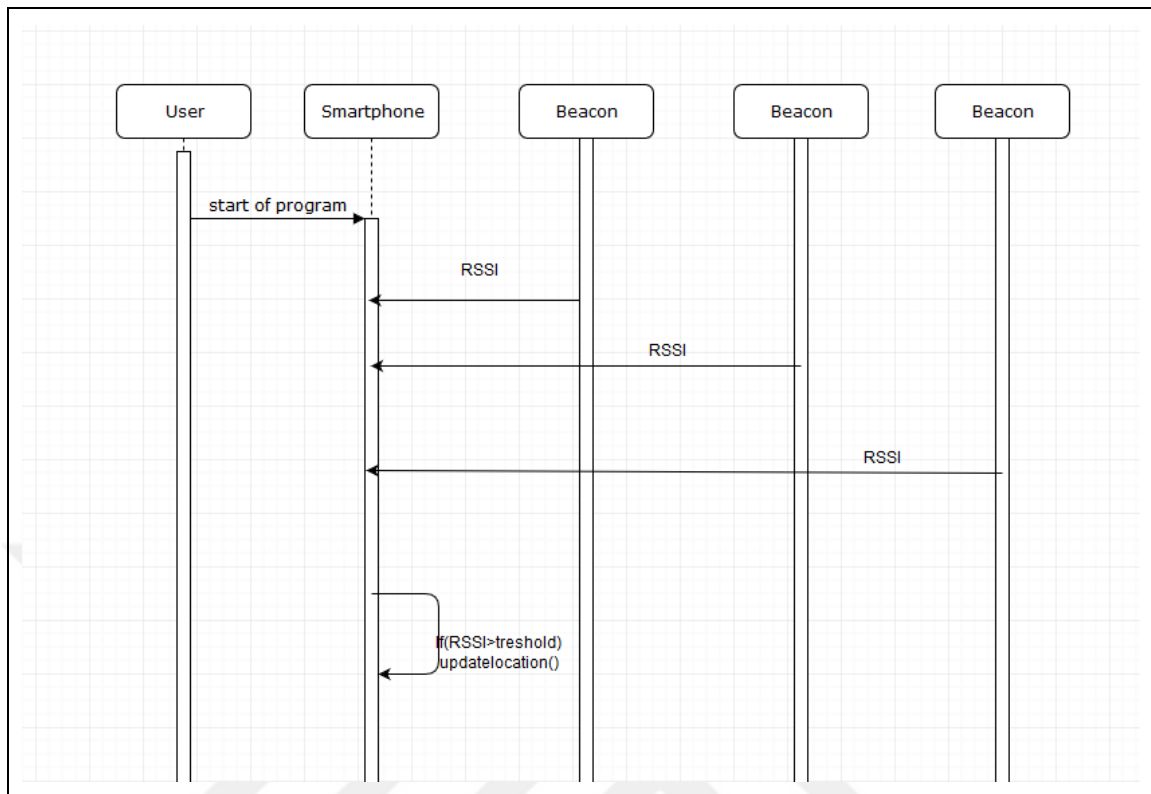 User
Smartphone
Beacon
Beacon
Beacon
start of program
RSSI
RSSI
RSSI
If(RSSI>treshold)
updatelocation()